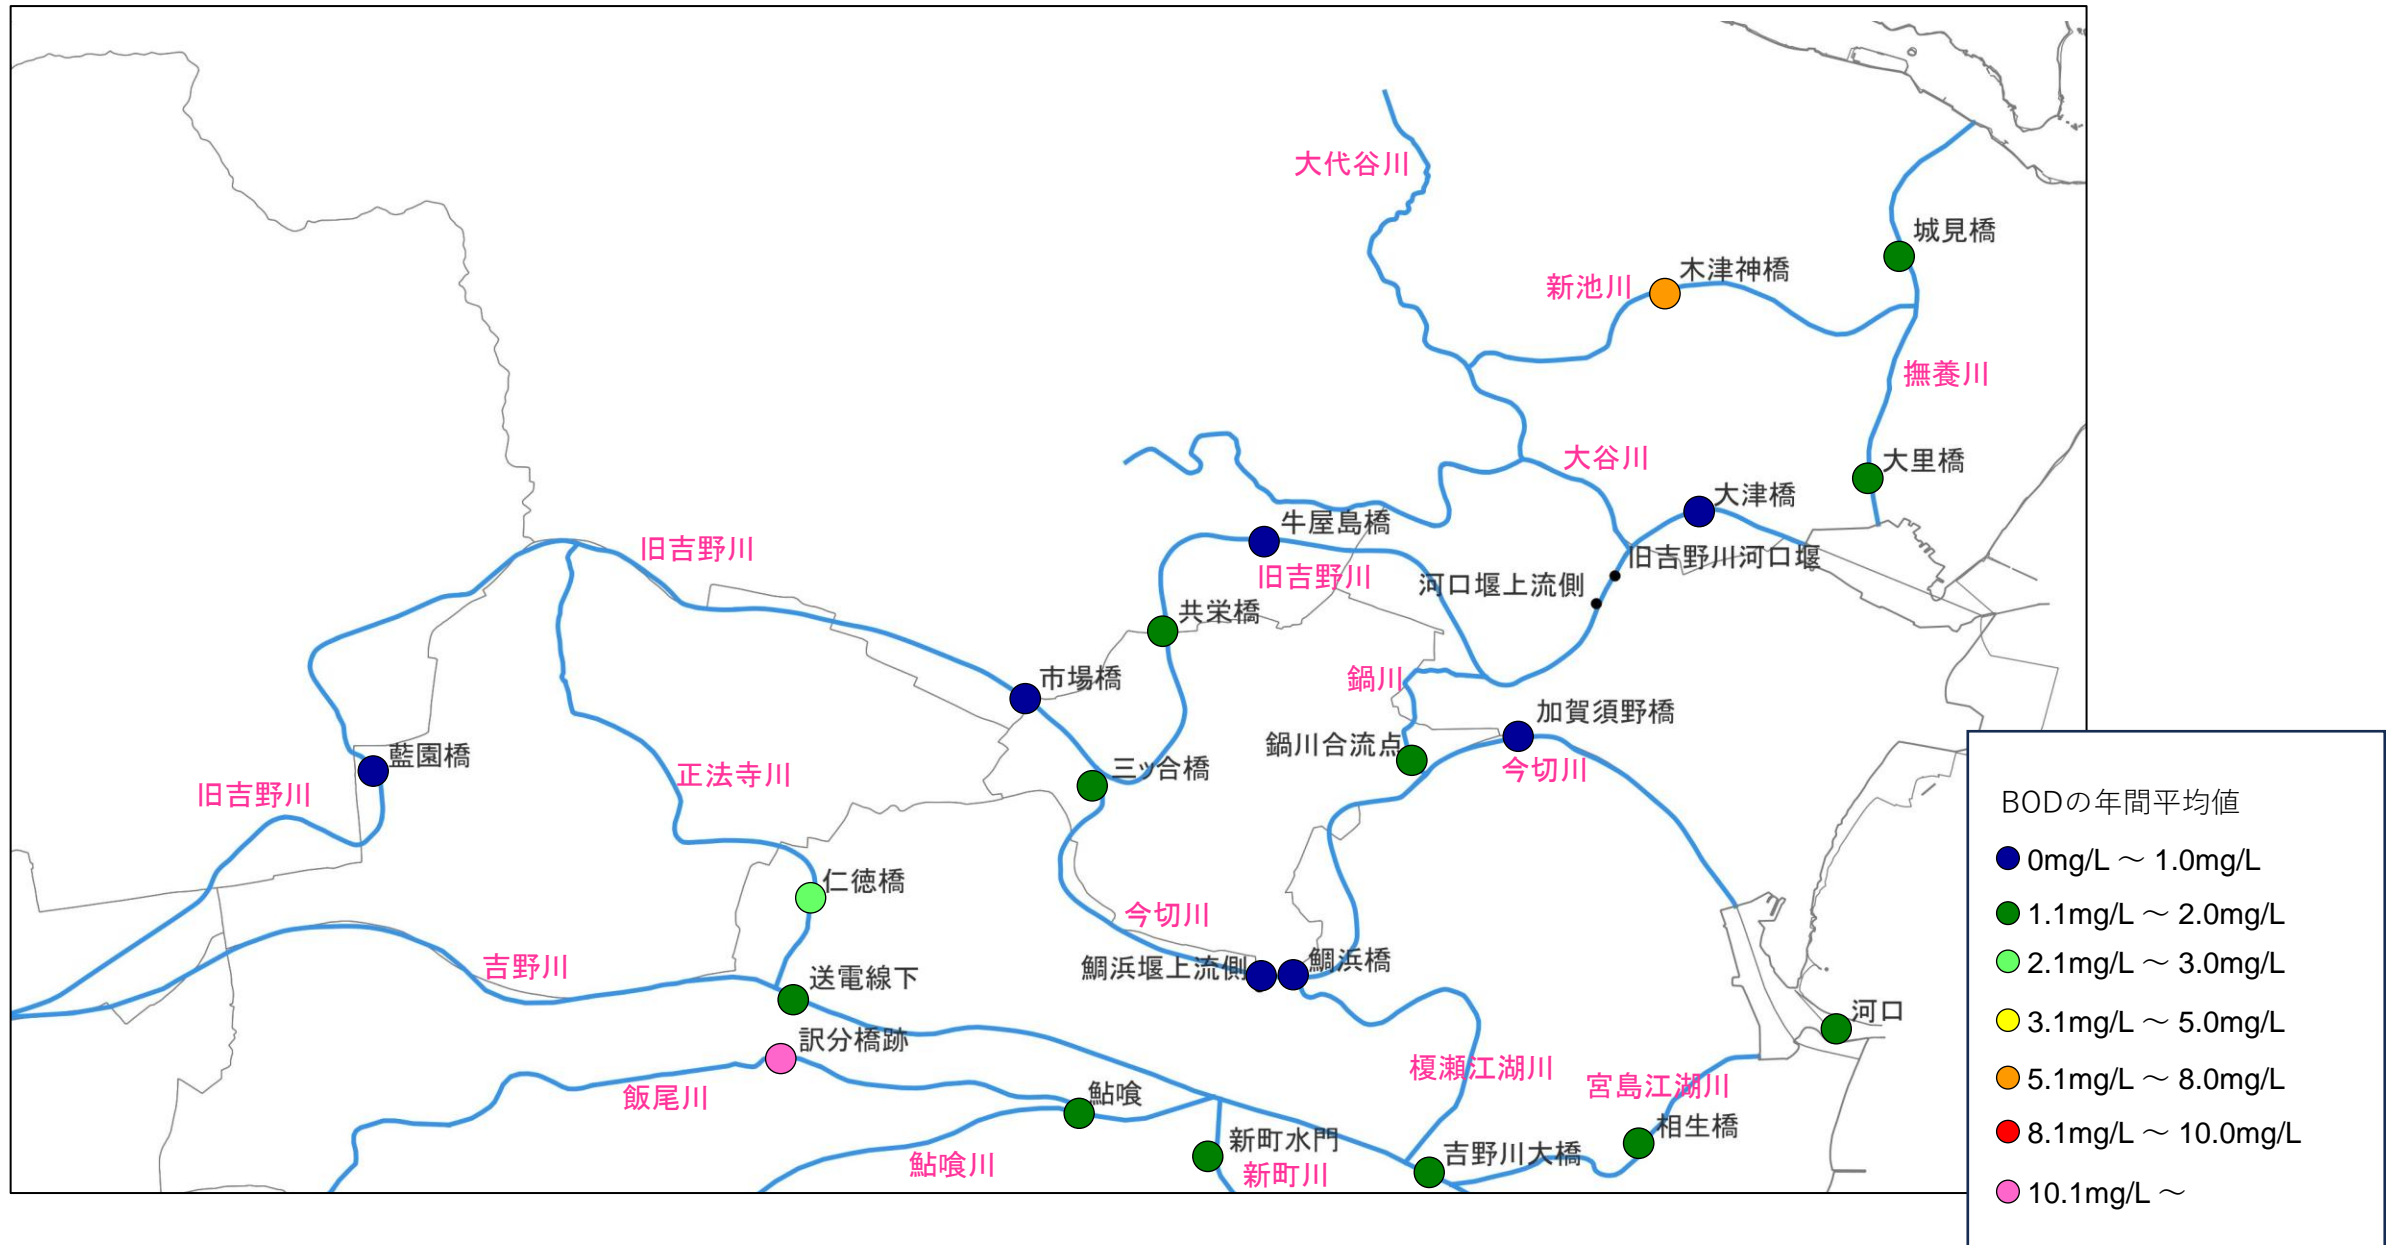 大代谷川
城見橋
木津神橋
新池川
撫養川
大谷川
大里橋
大津橋
牛屋島橋
旧吉野川
旧吉野川河口堰
旧吉野川
河口堰上流側
共栄橋
市場橋
鍋川
加賀須野橋
鍋川合流点
藍園橋
三ッ合橋
今切川
正法寺川
旧吉野川
仁徳橋
今切川
鯛浜堰上流側
鯛浜橋
吉野川
送電線下
河口
訳分橋跡
榎瀬江湖川
宮島江湖川
飯尾川
鮎喰
相生橋
新町水門
吉野川大橋
鮎喰川
新町川
BODの年間平均値
0mg/L ～ 1.0mg/L
1.1mg/L ～ 2.0mg/L
2.1mg/L ～ 3.0mg/L
3.1mg/L ～ 5.0mg/L
5.1mg/L ～ 8.0mg/L
8.1mg/L ～ 10.0mg/L
10.1mg/L ～